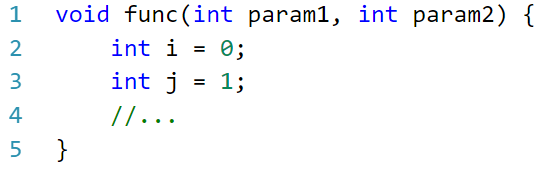 1 void func(int param1, int param2) {
2     int i = 0;
3     int j = 1;
4     //...
5 }